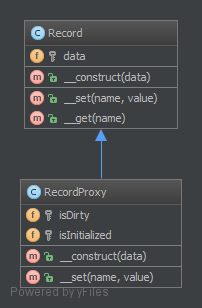 Record
data
__construct(data)
__set(name, value)
__get(name)
RecordProxy
isDirty
isInitialized
__construct(data)
__set(name, value)
Powered by yFiles